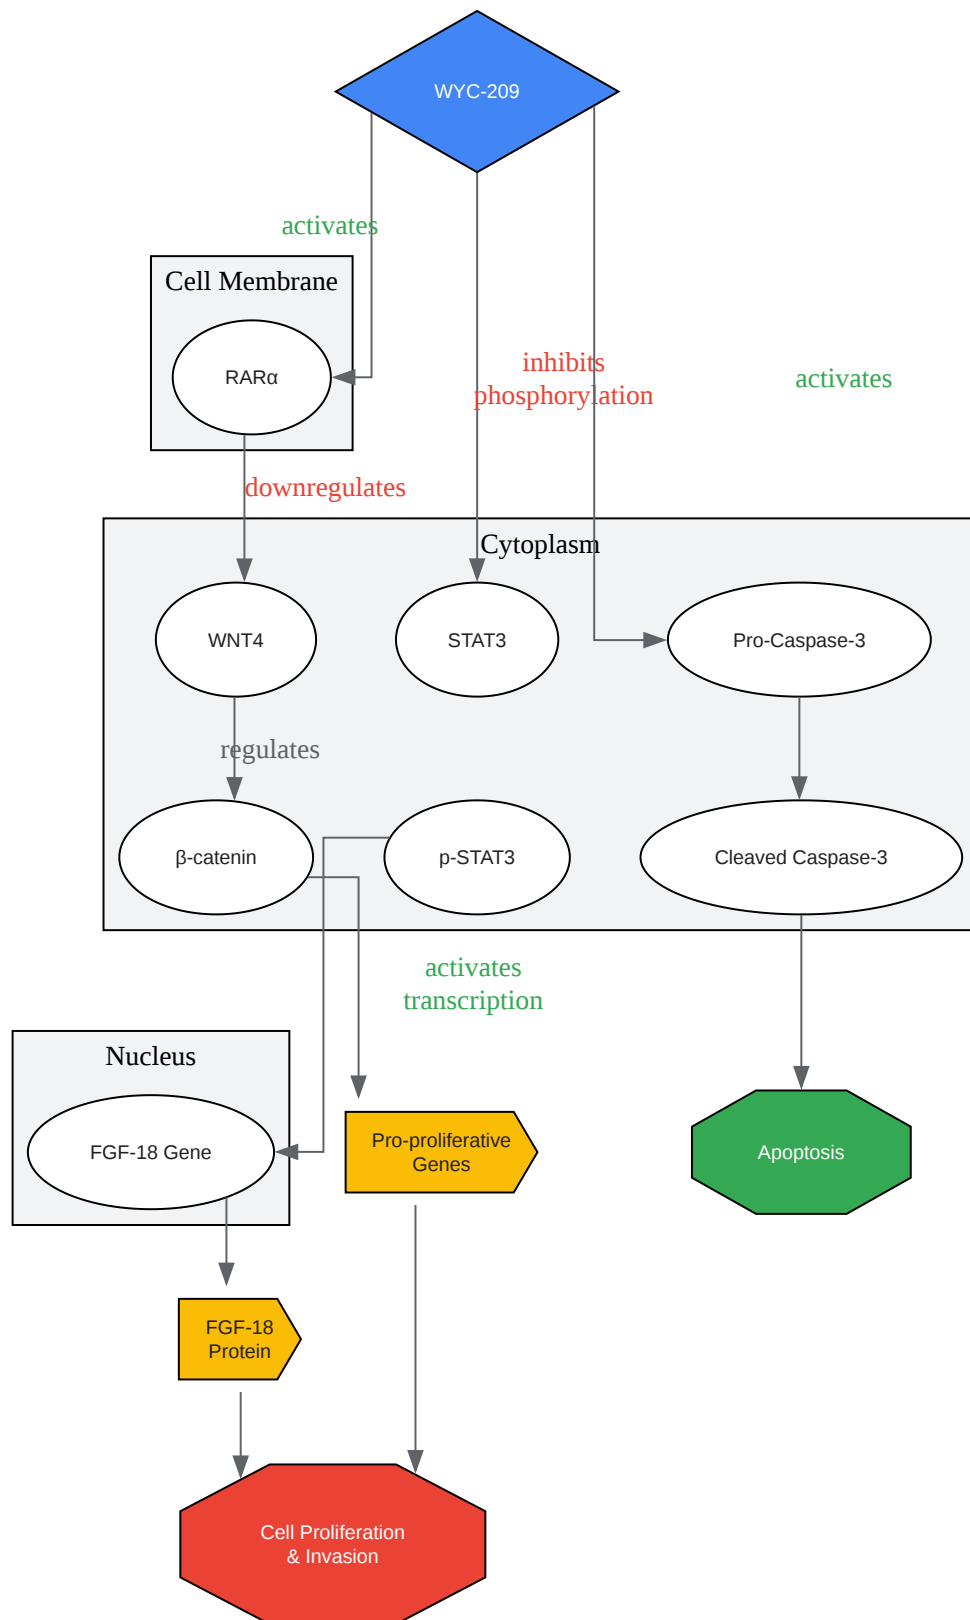 WYC-209
activates
Cell Membrane
RARα
inhibits
phosphorylation
activates
downregulates
Cytoplasm
WNT4
STAT3
Pro-Caspase-3
regulates
β-catenin
p-STAT3
Cleaved Caspase-3
activates
transcription
Nucleus
FGF-18 Gene
Pro-proliferative
Genes
Apoptosis
FGF-18
Protein
Cell Proliferation
& Invasion